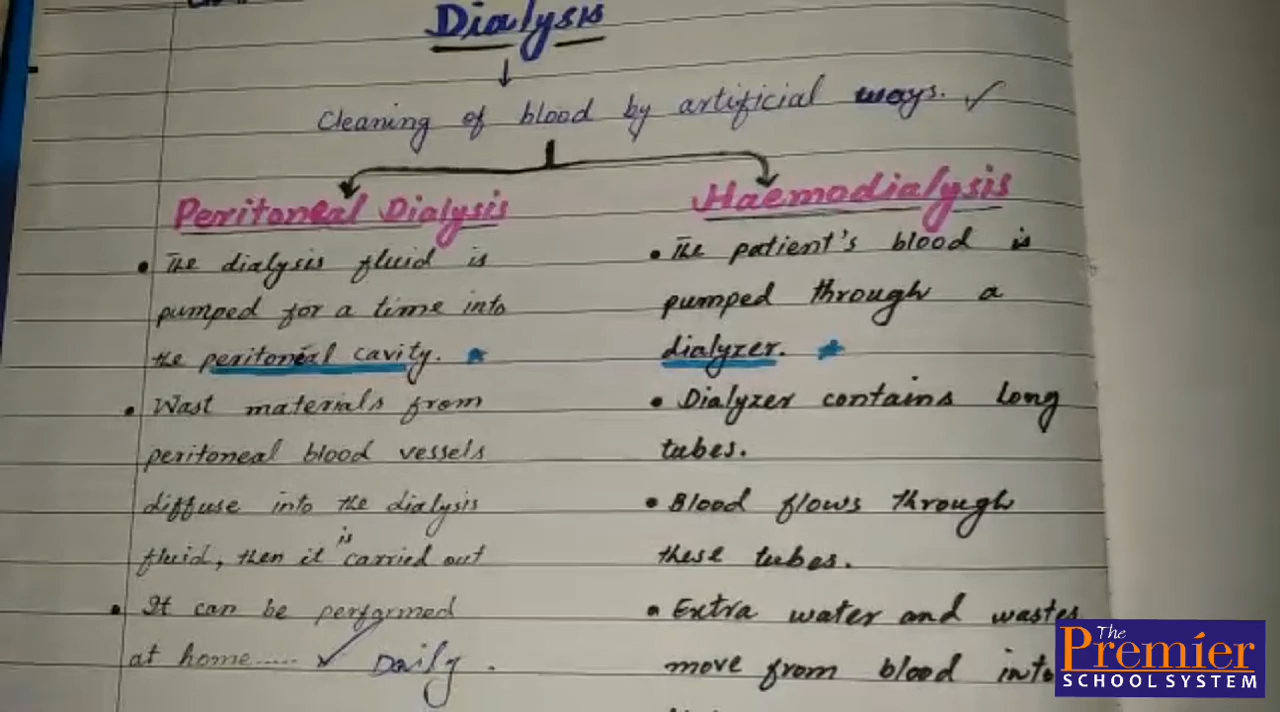 Dialysis
Cleaning of blood by artificial ways.
Peritoneal Dialysis
• The dialysis fluid is
pumped for a time into
the peritoneal cavity.
• Wast materials from
peritoneal blood vessels
diffuse into the dialysis
fluid, then it is carried out
• It can be performed
at home.....
Daily.
Haemodialysis
• The patient's blood is
pumped through a
dialyzer.
• Dialyzer contains long
tubes.
• Blood flows through
these tubes.
• Extra water and wastes
move from blood into
The
Premier
SCHOOL SYSTEM